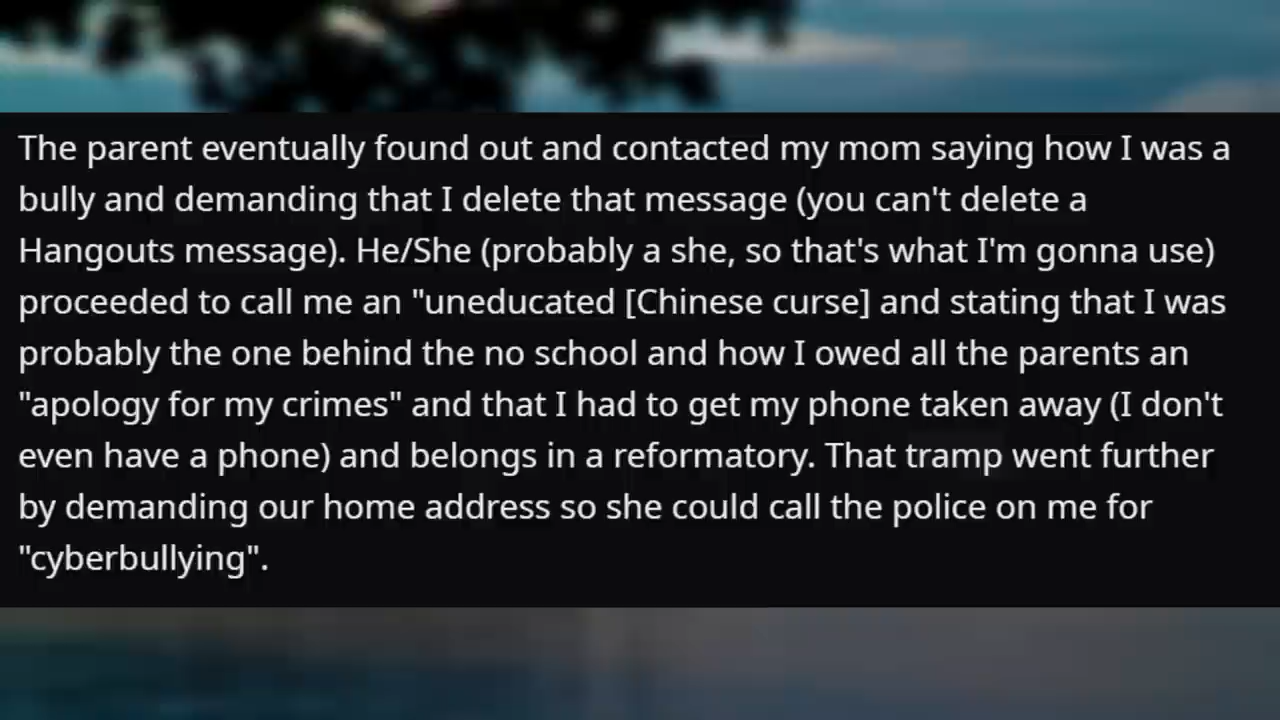 The parent eventually found out and contacted my mom saying how I was a
bully and demanding that I delete that message (you can't delete a
Hangouts message). He/She (probably a she, so that's what I'm gonna use)
proceeded to call me an "uneducated [Chinese curse] and stating that I was
probably the one behind the no school and how I owed all the parents an
"apology for my crimes" and that I had to get my phone taken away (I don't
even have a phone) and belongs in a reformatory. That tramp went further
by demanding our home address so she could call the police on me for
"cyberbullying".